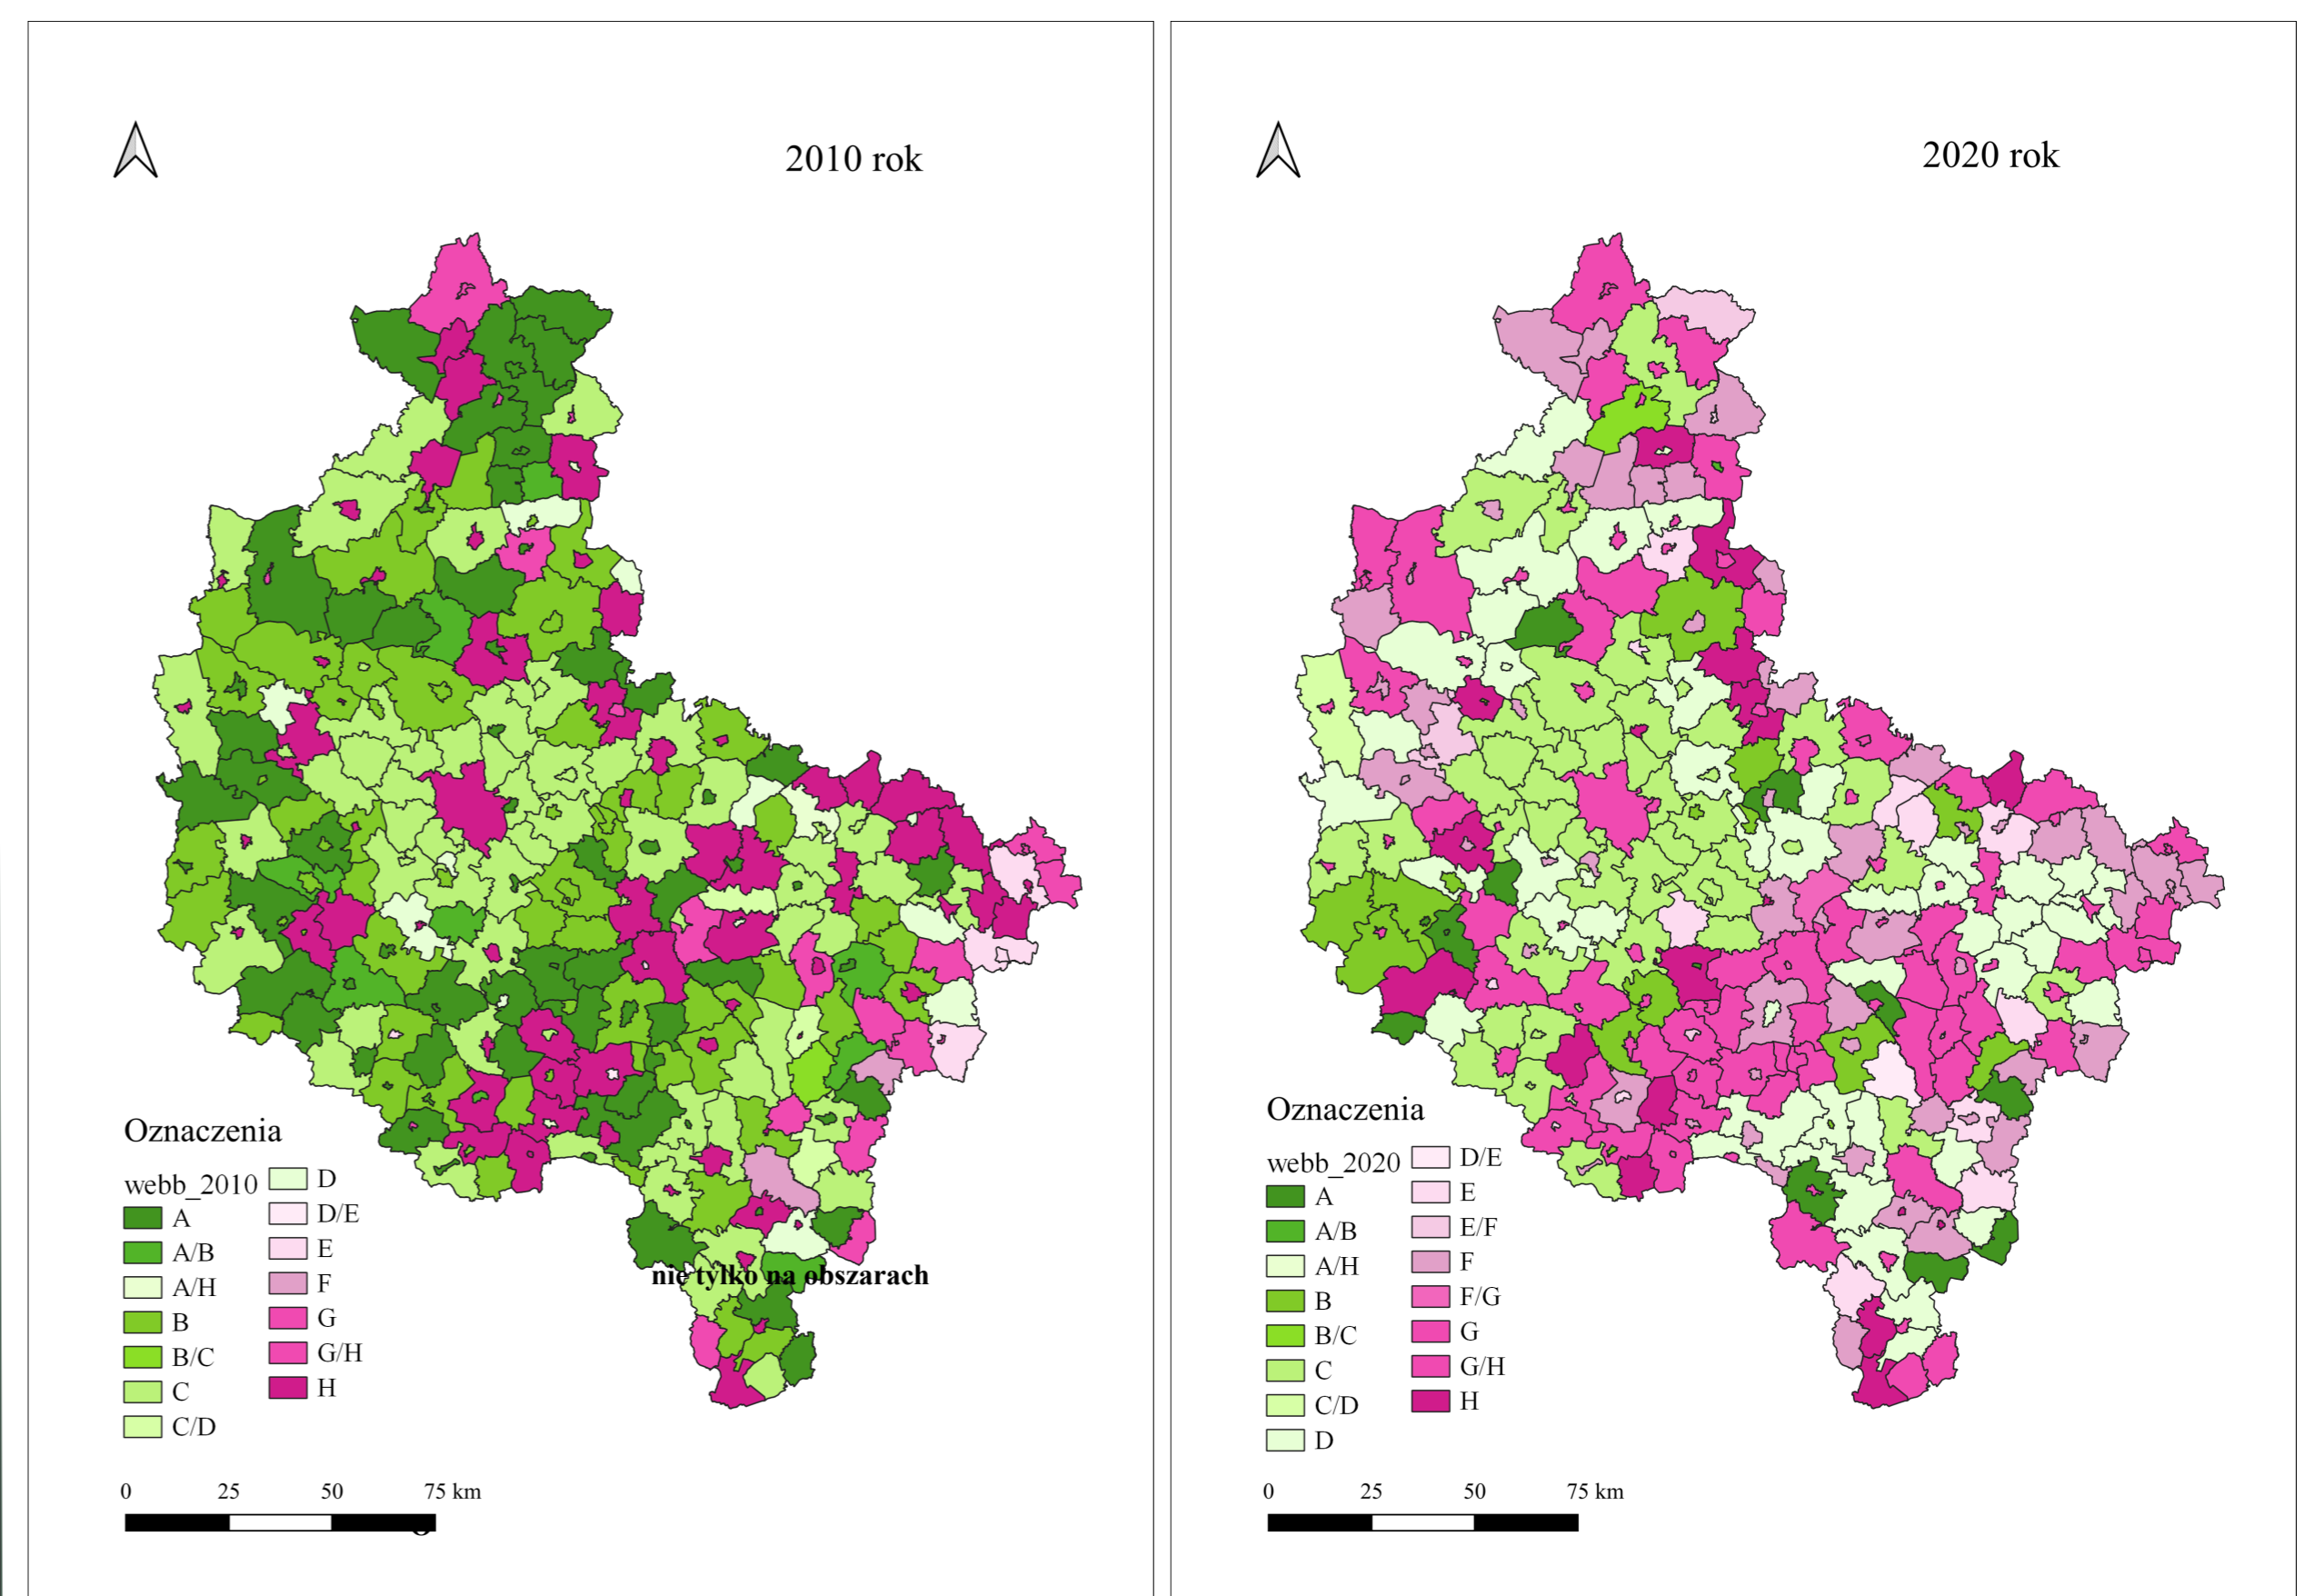 2010 rok
nie tylko na obszarach
Oznaczenia
webb_2010
A
A/B
A/H
B
B/C
C
C/D
D
D/E
E
F
G
G/H
H
0 25 50 75 km
2020 rok
Oznaczenia
webb_2020
A
A/B
A/H
B
B/C
C
C/D
D
D/E
E
E/F
F
F/G
G
G/H
H
0 25 50 75 km